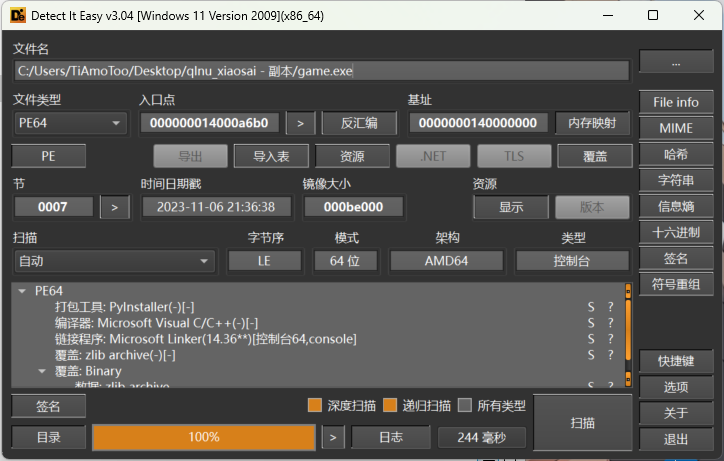 Detect It Easy v3.04 [Windows 11 Version 2009](x86_64)
文件名
C:/Users/TiAmoToo/Desktop/qlnu_xiaosai - 副本/game.exe
...
文件类型 入口点 基址
PE64 000000014000a6b0 > 反汇编 0000000140000000 内存映射
PE 导出 导入表 资源 .NET TLS 覆盖
节 时间日期戳 镜像大小 资源
0007 > 2023-11-06 21:36:38 000be000 显示 版本
扫描 字节序 模式 架构 类型
自动 LE 64 位 AMD64 控制台
PE64
打包工具: PyInstaller(-)[-] S ?
编译器: Microsoft Visual C/C++(-)[-] S ?
链接程序: Microsoft Linker(14.36**)[控制台64,console] S ?
覆盖: zlib archive(-)[-] S ?
覆盖: Binary
数据: zlib archive S ?
签名 深度扫描 递归扫描 所有类型 扫描
目录 100% > 日志 244 毫秒
File info
MIME
哈希
字符串
信息熵
十六进制
签名
符号重组
快捷键
选项
关于
退出